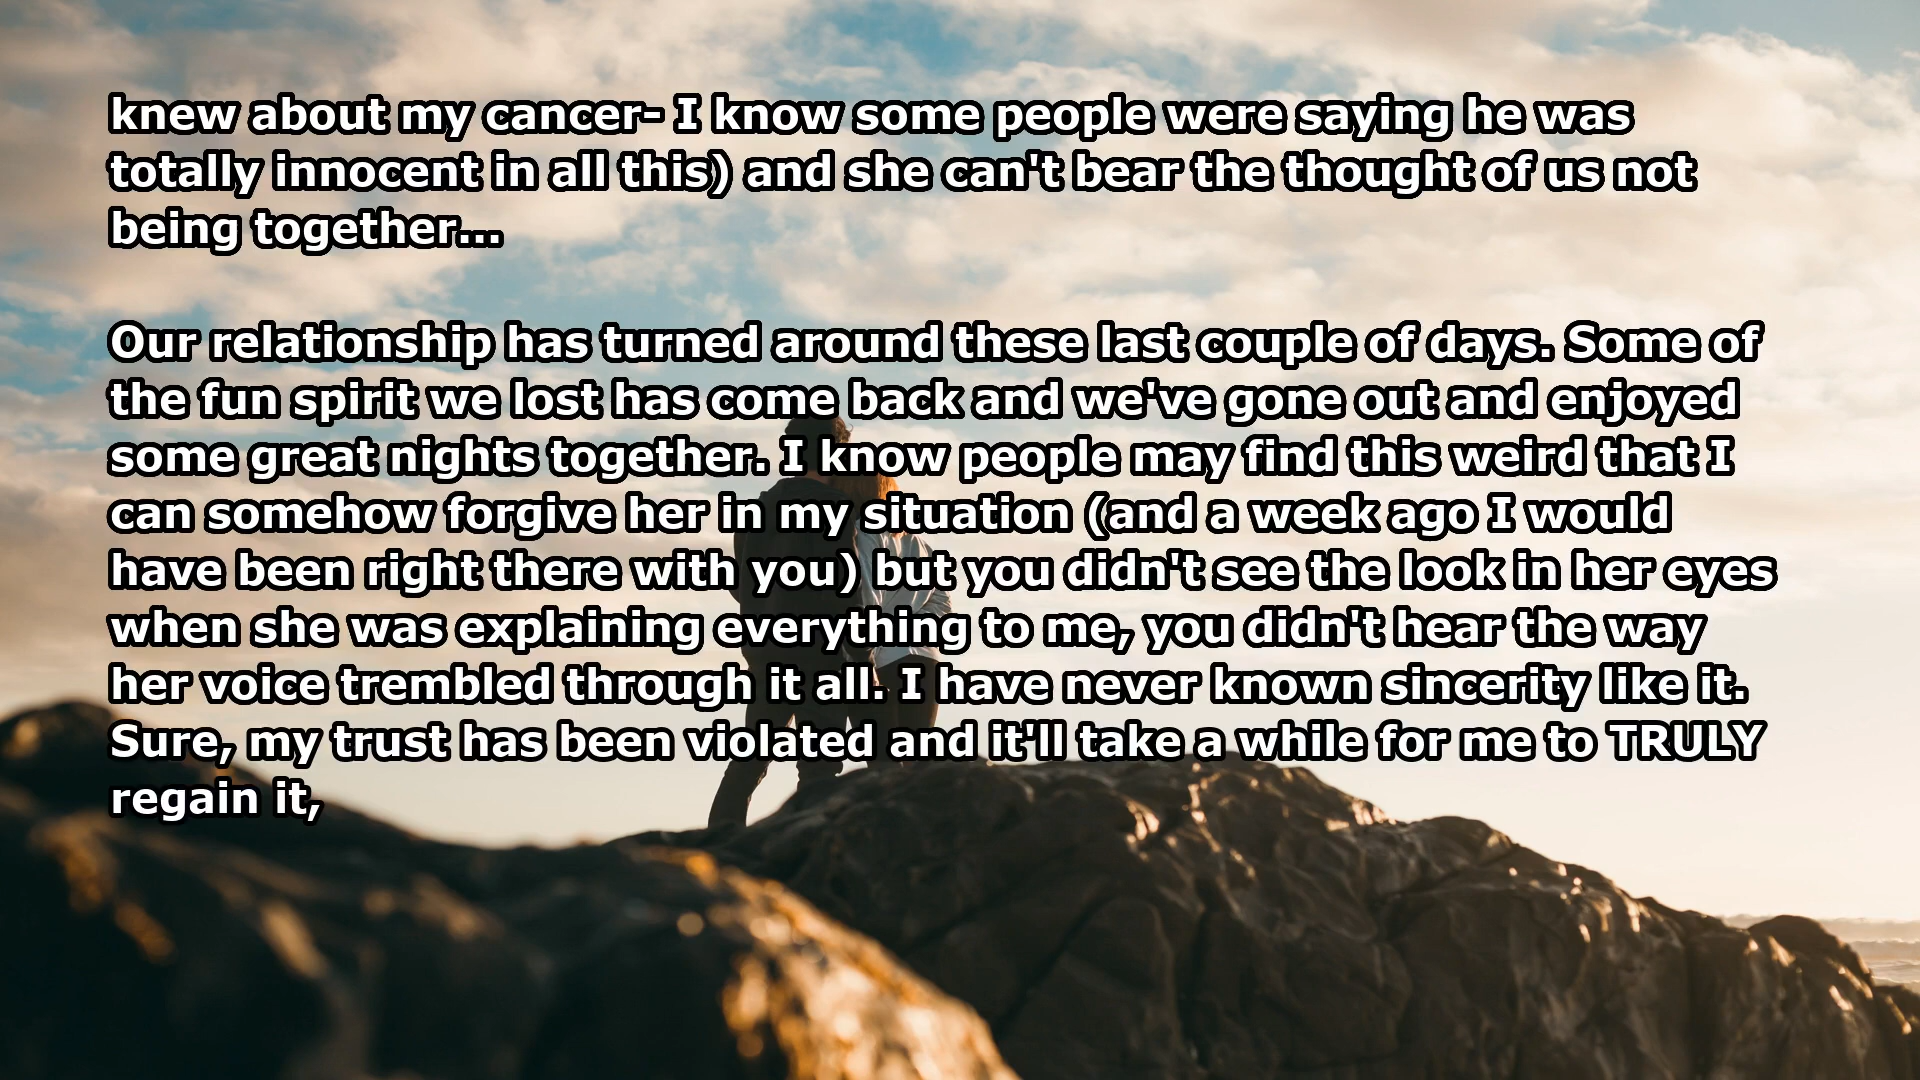 knew about my cancer- I know some people were saying he was
totally innocent in all this) and she can't bear the thought of us not
being together...
Our relationship has turned around these last couple of days. Some of
the fun spirit we lost has come back and we've gone out and enjoyed
some great nights together. I know people may find this weird that I
can somehow forgive her in my situation (and a week ago I would
have been right there with you) but you didn't see the look in her eyes
when she was explaining everything to me, you didn't hear the way
her voice trembled through it all. I have never known sincerity like it.
Sure, my trust has been violated and it'll take a while for me to TRULY
regain it,